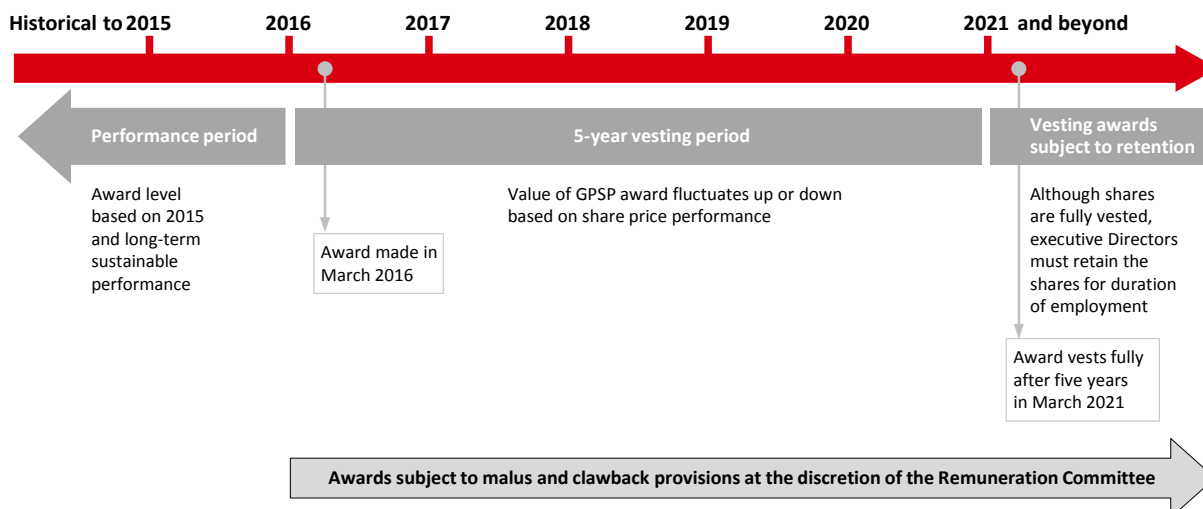 Historical to 2015 2016 2017 2018 2019 2020 2021 and beyond
Performance period
5-year vesting period
Vesting awards
subject to retention
Award level
based on 2015
and long-term
sustainable
performance
Award made in
March 2016
Value of GPSP award fluctuates up or down
based on share price performance
Although shares
are fully vested,
executive Directors
must retain the
shares for duration
of employment
Award vests fully
after five years
in March 2021
Awards subject to malus and clawback provisions at the discretion of the Remuneration Committee